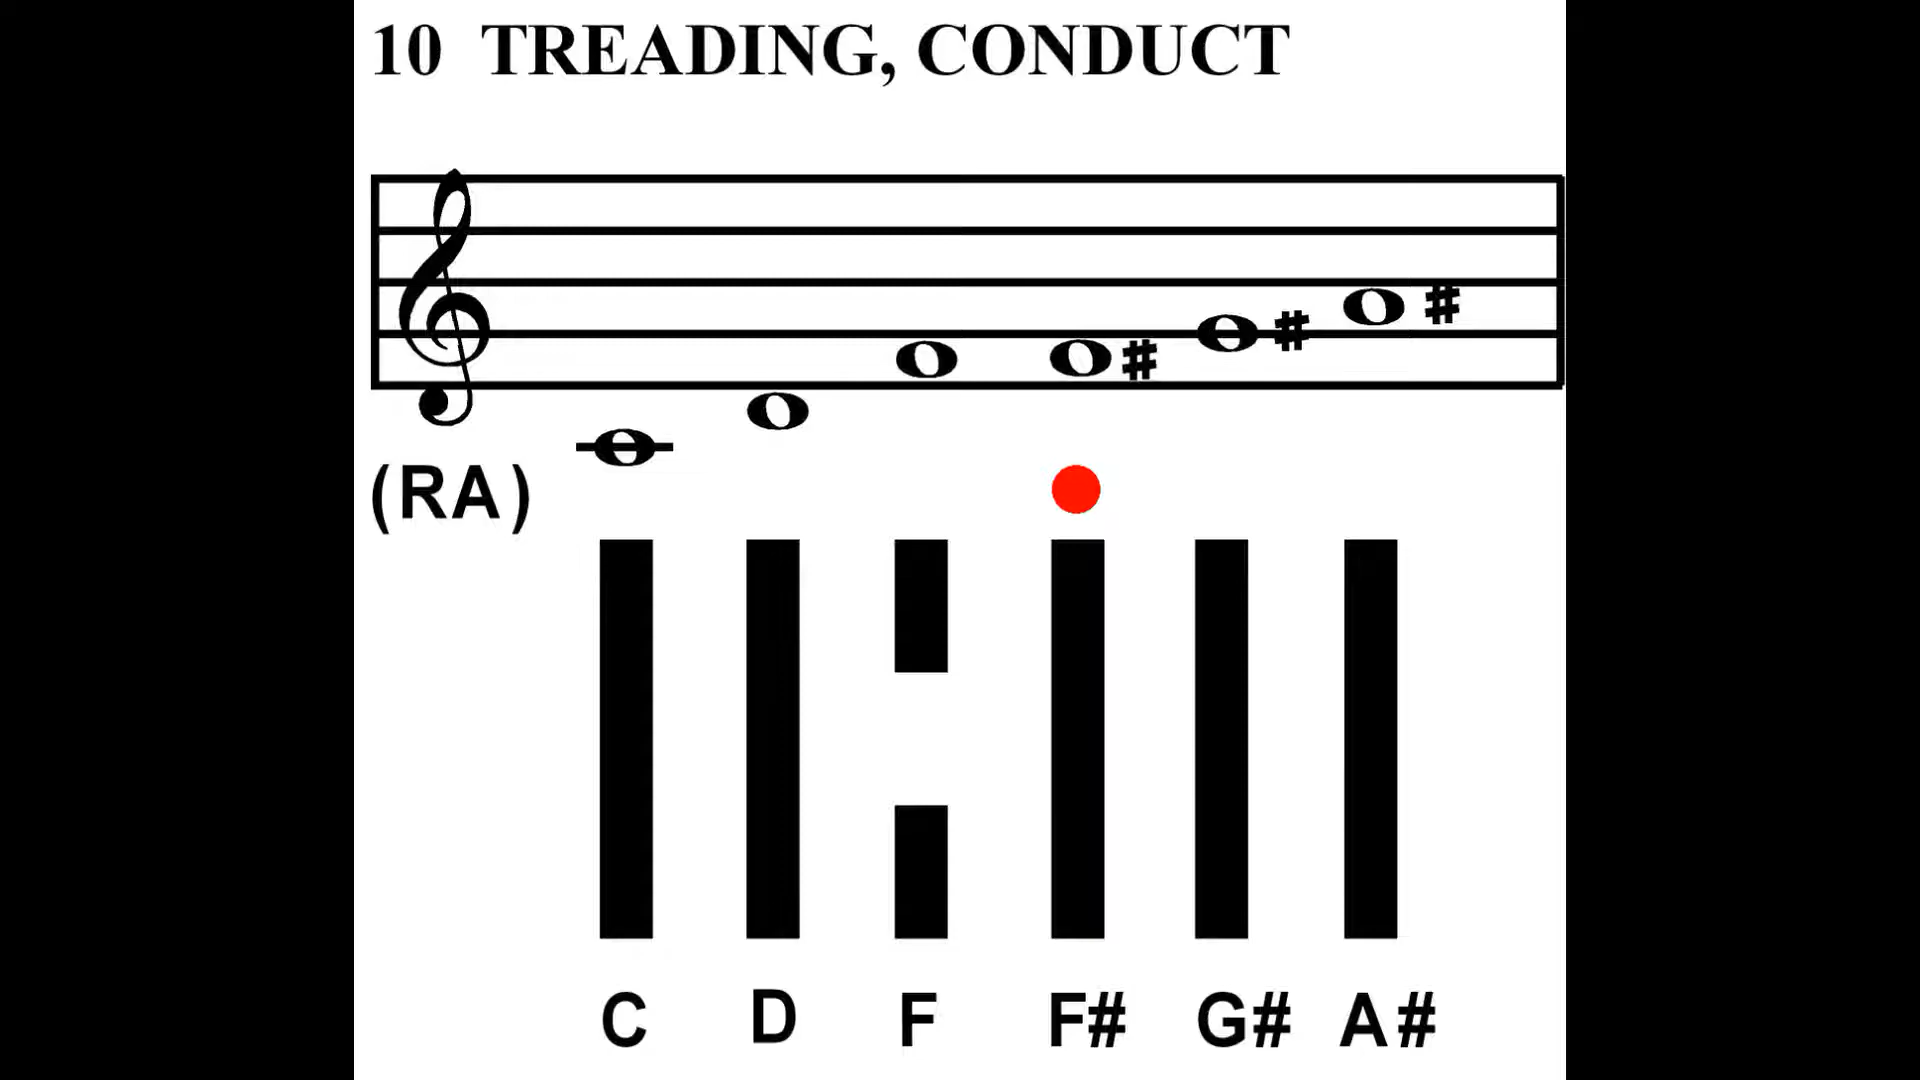 10 TREADING, CONDUCT
# # #
(RA)
C D F F# G# A#